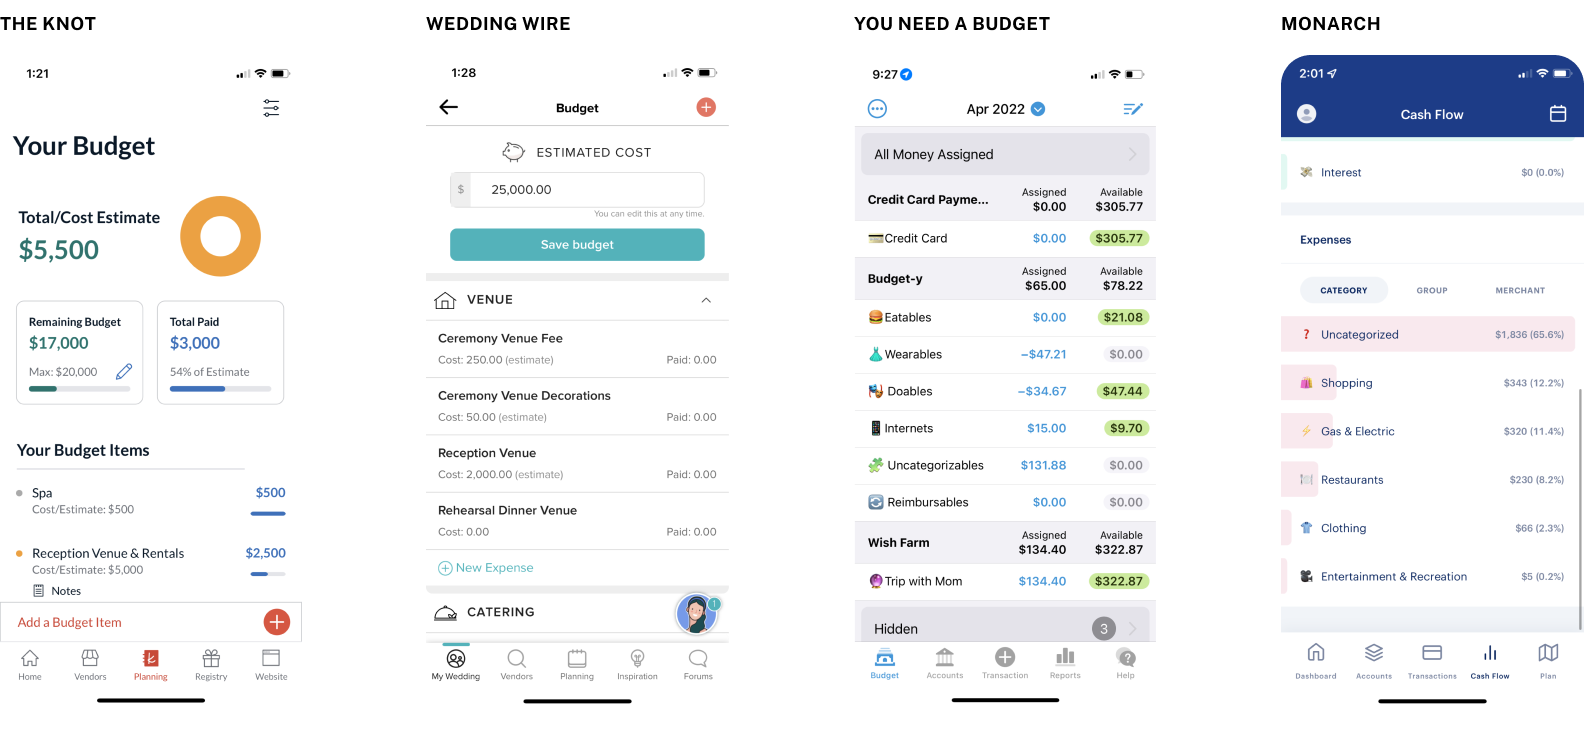 THE KNOT
1:21
Your Budget
Total/Cost Estimate
$5,500
Remaining Budget
$17,000
Max: $20,000
Total Paid
$3,000
54% of Estimate
Your Budget Items
Spa
$500
Cost/Estimate: $500
Reception Venue & Rentals
$2,500
Cost/Estimate: $5,000
Notes
Add a Budget Item
Home
Vendors
Planning
Registry
Website
WEDDING WIRE
1:28
Budget
ESTIMATED COST
$ 25,000.00
You can edit this at any time.
Save budget
VENUE
Ceremony Venue Fee
Cost: 250.00 (estimate) Paid: 0.00
Ceremony Venue Decorations
Cost: 50.00 (estimate) Paid: 0.00
Reception Venue
Cost: 2,000.00 (estimate) Paid: 0.00
Rehearsal Dinner Venue
Cost: 0.00 Paid: 0.00
New Expense
CATERING
1
My Wedding
Vendors
Planning
Inspiration
Forums
YOU NEED A BUDGET
9:27
Apr 2022
All Money Assigned
Assigned Available
Credit Card Payme... $0.00 $305.77
Credit Card $0.00 $305.77
Assigned Available
Budget-y $65.00 $78.22
Eatables $0.00 $21.08
Wearables −$47.21 $0.00
Doables −$34.67 $47.44
Internets $15.00 $9.70
Uncategorizables $131.88 $0.00
Reimbursables $0.00 $0.00
Assigned Available
Wish Farm $134.40 $322.87
Trip with Mom $134.40 $322.87
Hidden 3
Budget
Accounts
Transaction
Reports
Help
MONARCH
2:01
Cash Flow
Interest $0 (0.0%)
Expenses
CATEGORY GROUP MERCHANT
Uncategorized $1,836 (65.6%)
Shopping $343 (12.2%)
Gas & Electric $320 (11.4%)
Restaurants $230 (8.2%)
Clothing $66 (2.3%)
Entertainment & Recreation $5 (0.2%)
Dashboard
Accounts
Transactions
Cash Flow
Plan